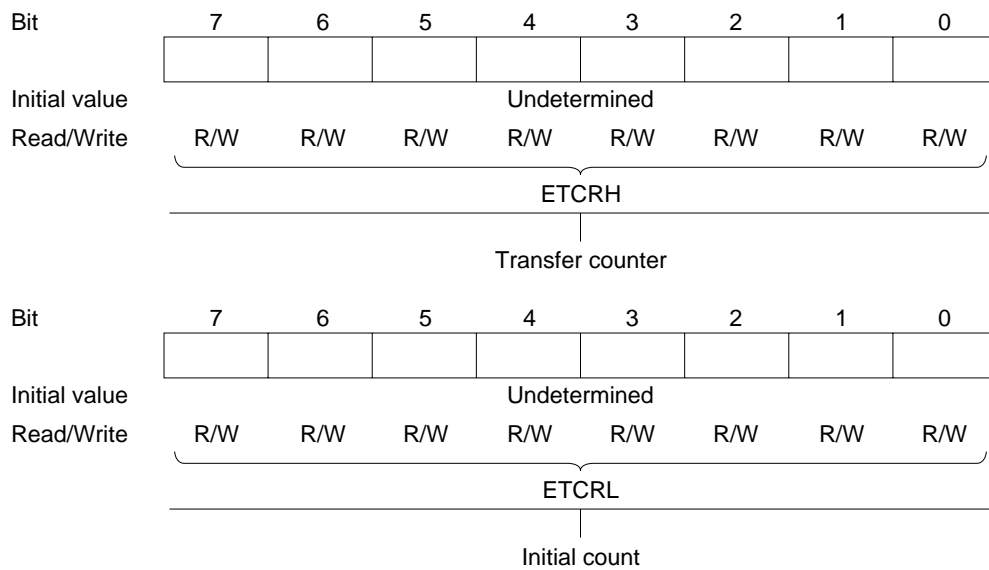 Bit 7 6 5 4 3 2 1 0
Initial value Undetermined
Read/Write R/W R/W R/W R/W R/W R/W R/W R/W
ETCRH
Transfer counter
Bit 7 6 5 4 3 2 1 0
Initial value Undetermined
Read/Write R/W R/W R/W R/W R/W R/W R/W R/W
ETCRL
Initial count